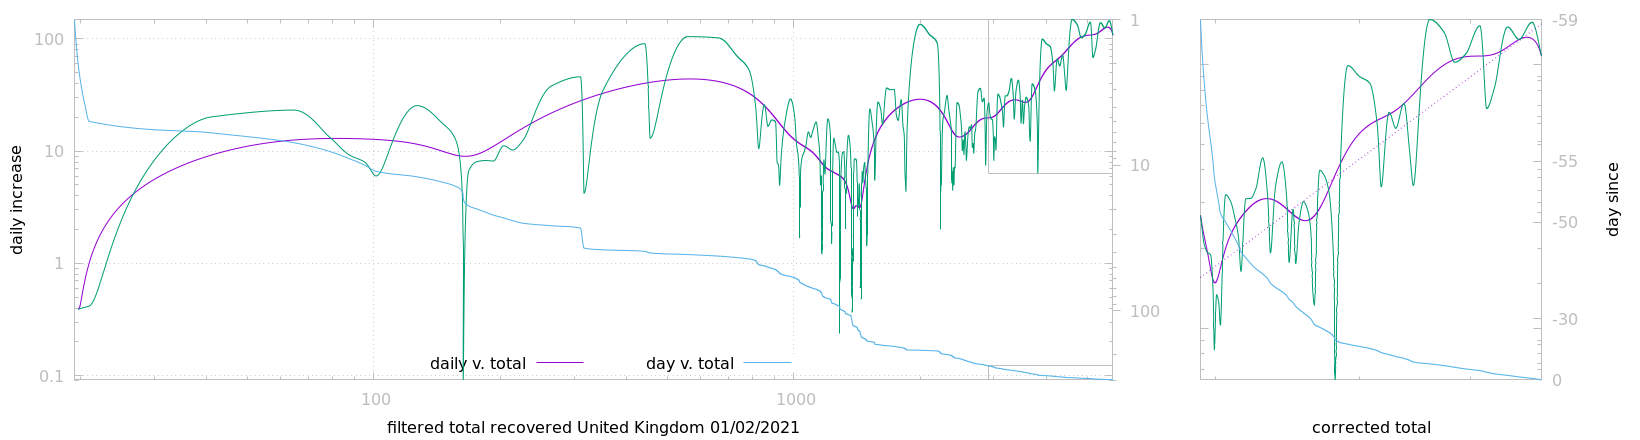 100
10
1
0.1
daily increase
daily v. total
day v. total
100
1000
filtered total recovered United Kingdom 01/02/2021
1
10
100
-59
-55
-50
-30
0
day since
corrected total